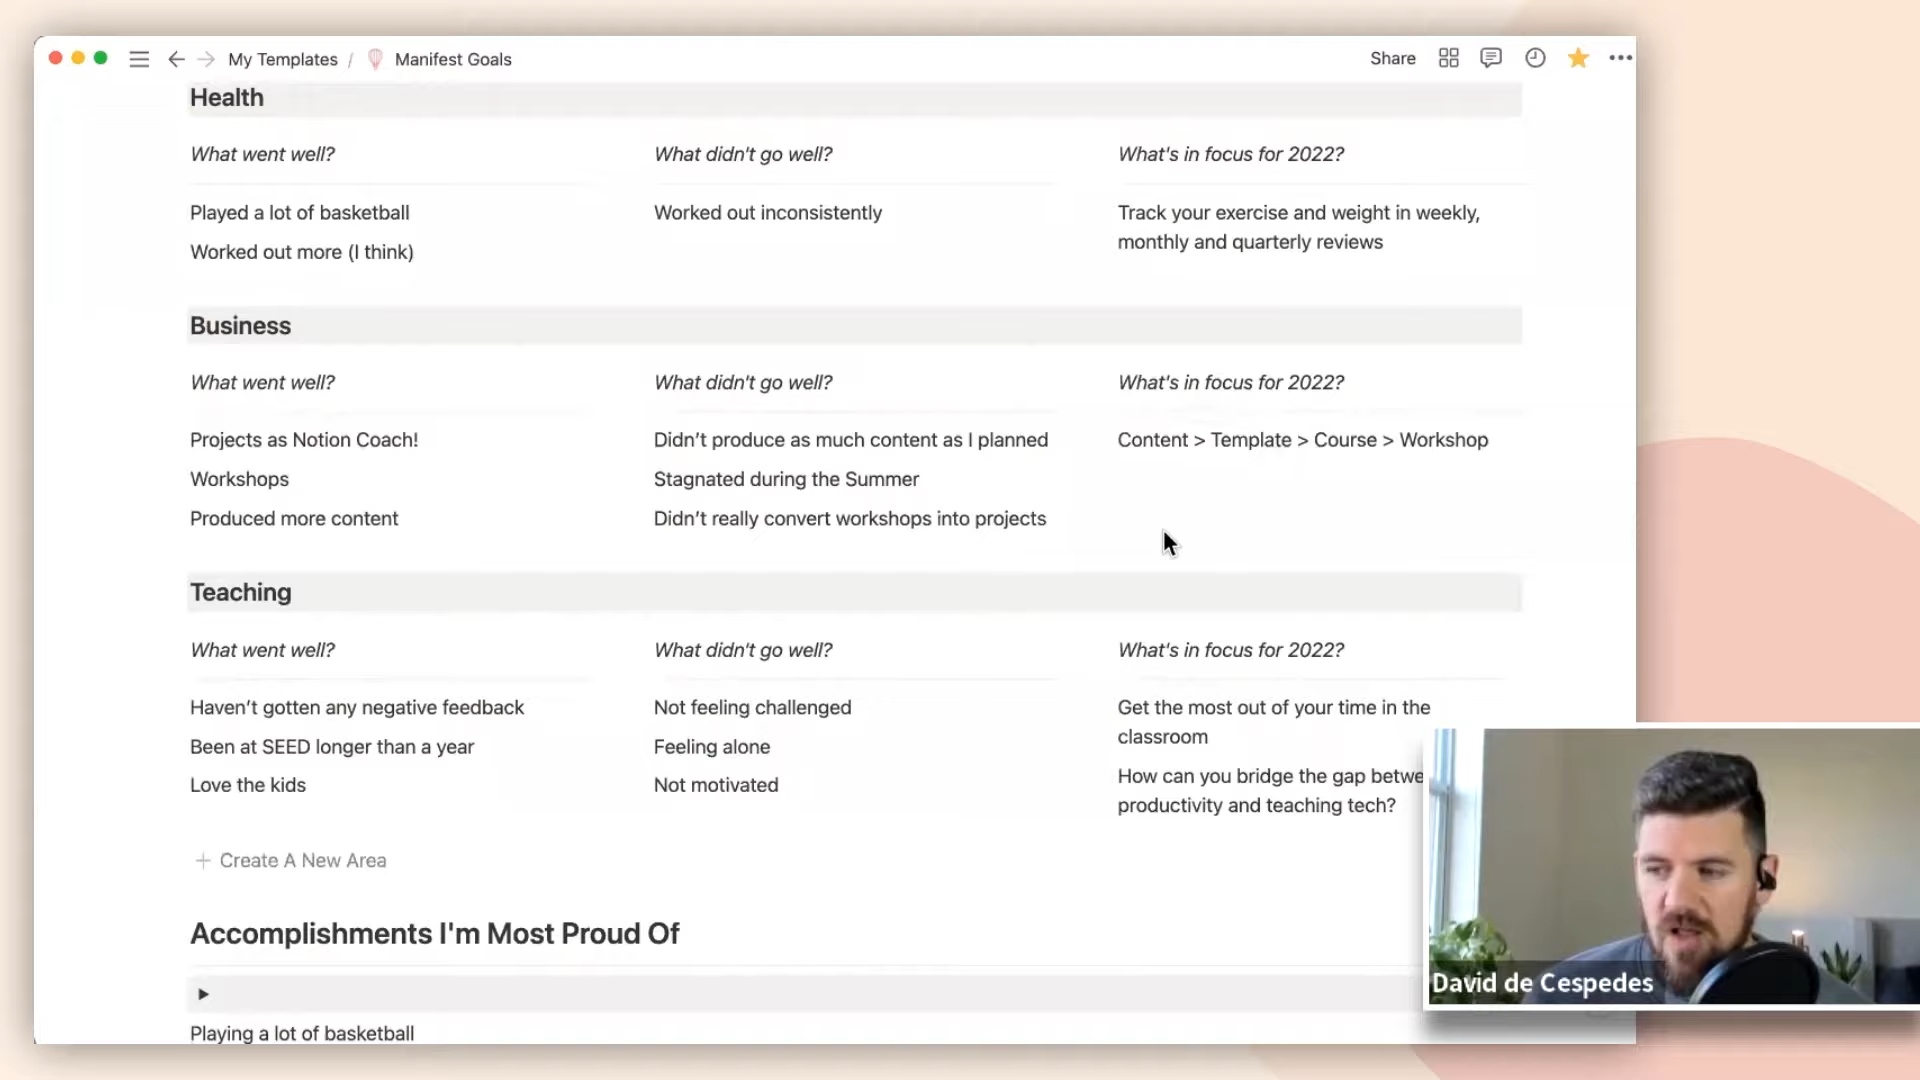 My Templates / Manifest Goals
Share
Health
What went well?
What didn't go well?
What's in focus for 2022?
Played a lot of basketball
Worked out inconsistently
Track your exercise and weight in weekly,
monthly and quarterly reviews
Worked out more (I think)
Business
What went well?
What didn't go well?
What's in focus for 2022?
Projects as Notion Coach!
Didn’t produce as much content as I planned
Content > Template > Course > Workshop
Workshops
Stagnated during the Summer
Produced more content
Didn’t really convert workshops into projects
Teaching
What went well?
What didn't go well?
What's in focus for 2022?
Haven’t gotten any negative feedback
Not feeling challenged
Get the most out of your time in the
classroom
Been at SEED longer than a year
Feeling alone
Love the kids
Not motivated
How can you bridge the gap betwe
productivity and teaching tech?
+ Create A New Area
Accomplishments I'm Most Proud Of
Playing a lot of basketball
David de Cespedes